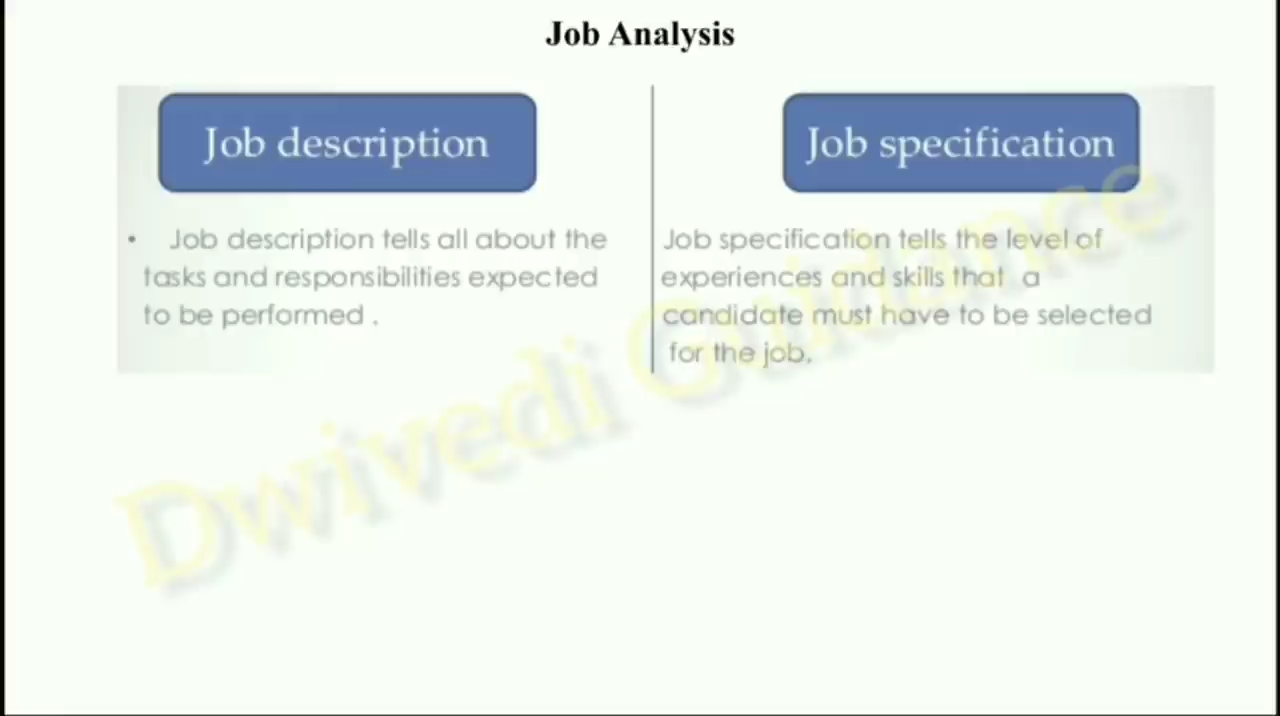 Job Analysis
Job description
• Job description tells all about the
tasks and responsibilities expected
to be performed .
Job specification
Job specification tells the level of
experiences and skills that a
candidate must have to be selected
for the job.
Dwivedi Guidance